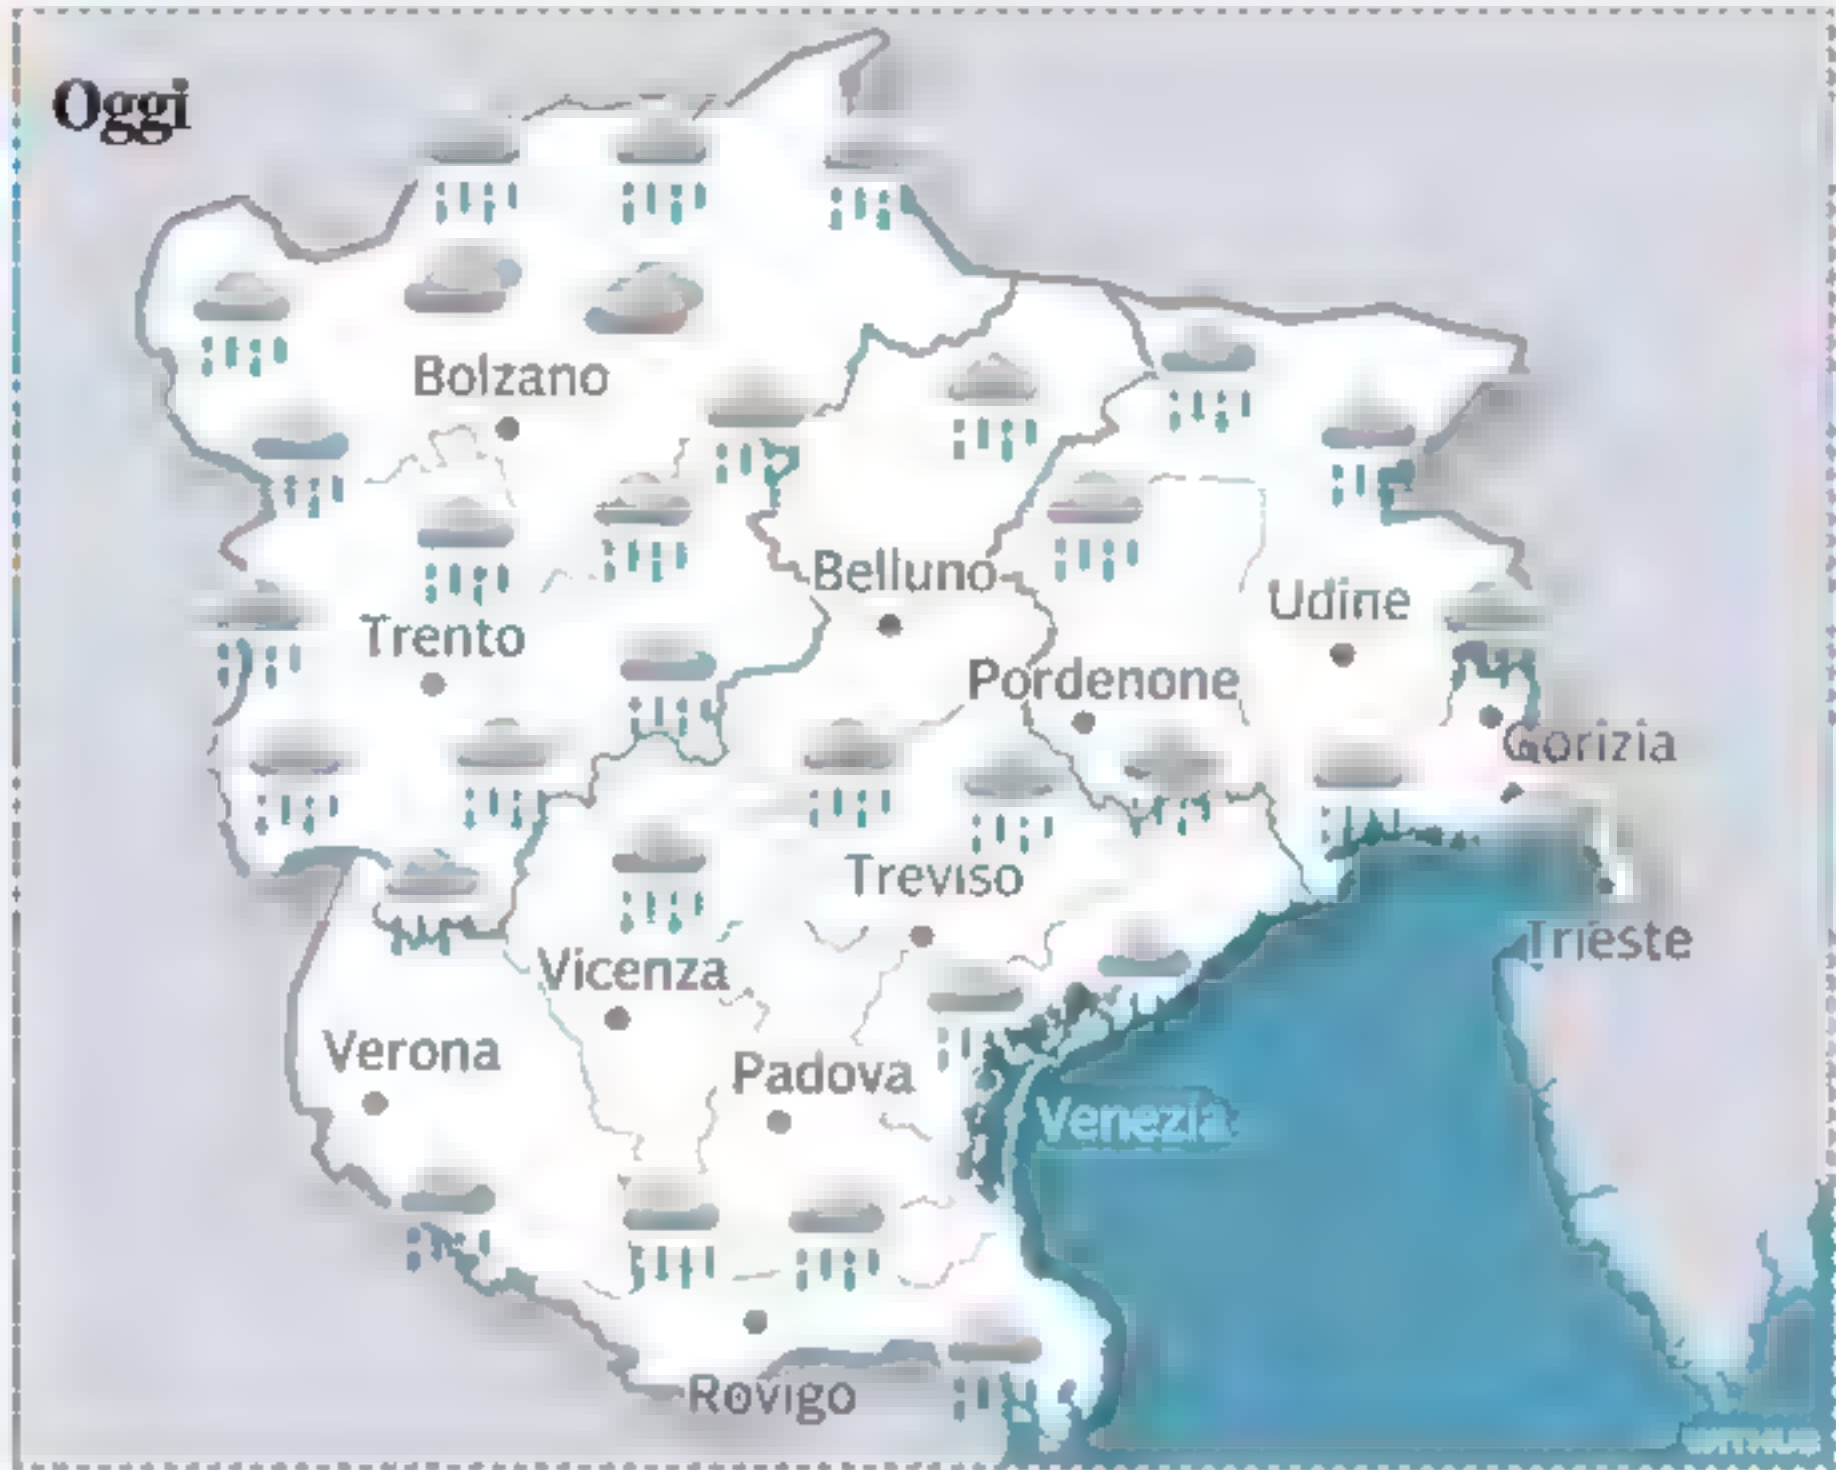 Oggi
Bolzano
Belluno
Udine
Trento
Pordenone
Gorizia
Treviso
Trieste
Vicenza
Verona
Padova
Venezia
Rovigo